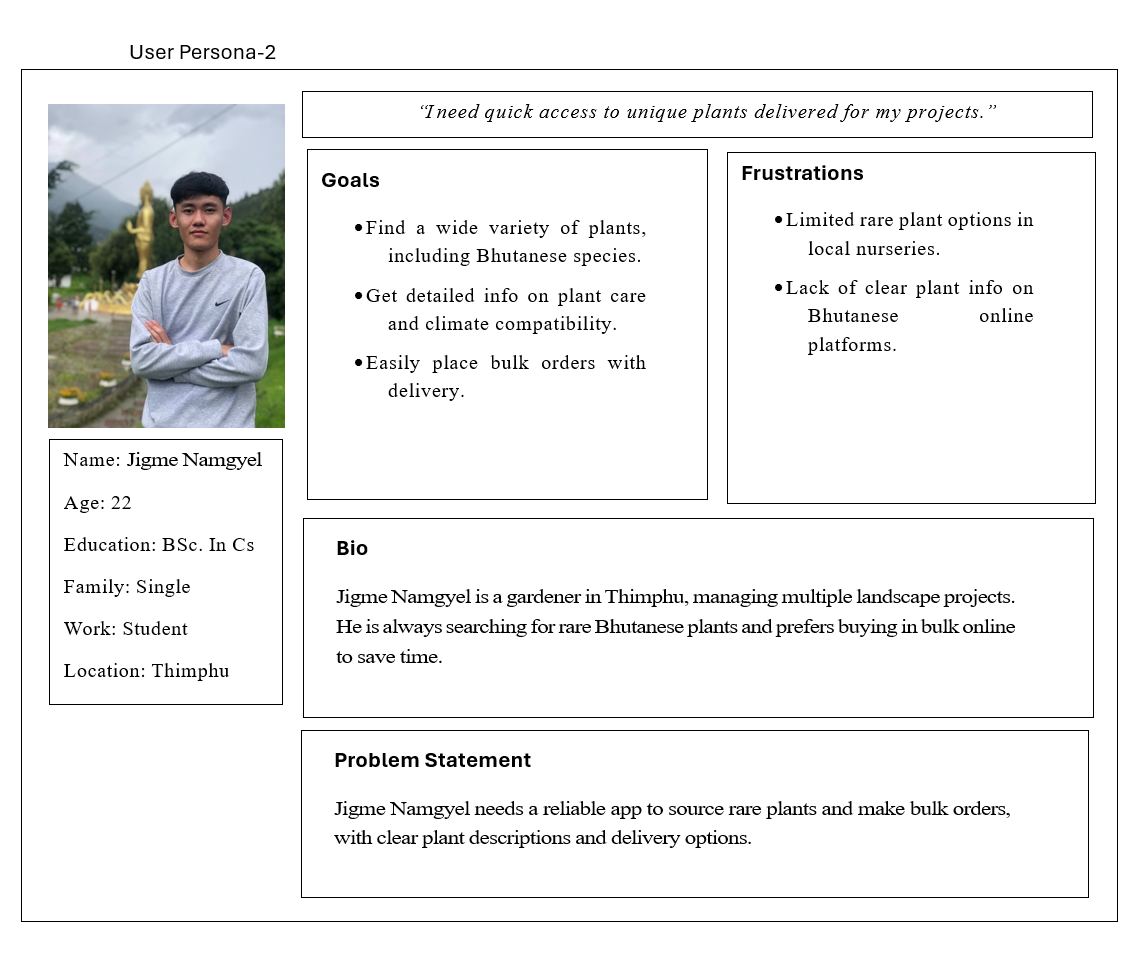 User Persona-2
“I need quick access to unique plants delivered for my projects.”
Goals
•Find a wide variety of plants,
including Bhutanese species.
•Get detailed info on plant care
and climate compatibility.
•Easily place bulk orders with
delivery.
Frustrations
•Limited rare plant options in
local nurseries.
•Lack of clear plant info on
Bhutanese online
platforms.
Name: Jigme Namgyel
Age: 22
Education: BSc. In Cs
Family: Single
Work: Student
Location: Thimphu
Bio
Jigme Namgyel is a gardener in Thimphu, managing multiple landscape projects.
He is always searching for rare Bhutanese plants and prefers buying in bulk online
to save time.
Problem Statement
Jigme Namgyel needs a reliable app to source rare plants and make bulk orders,
with clear plant descriptions and delivery options.